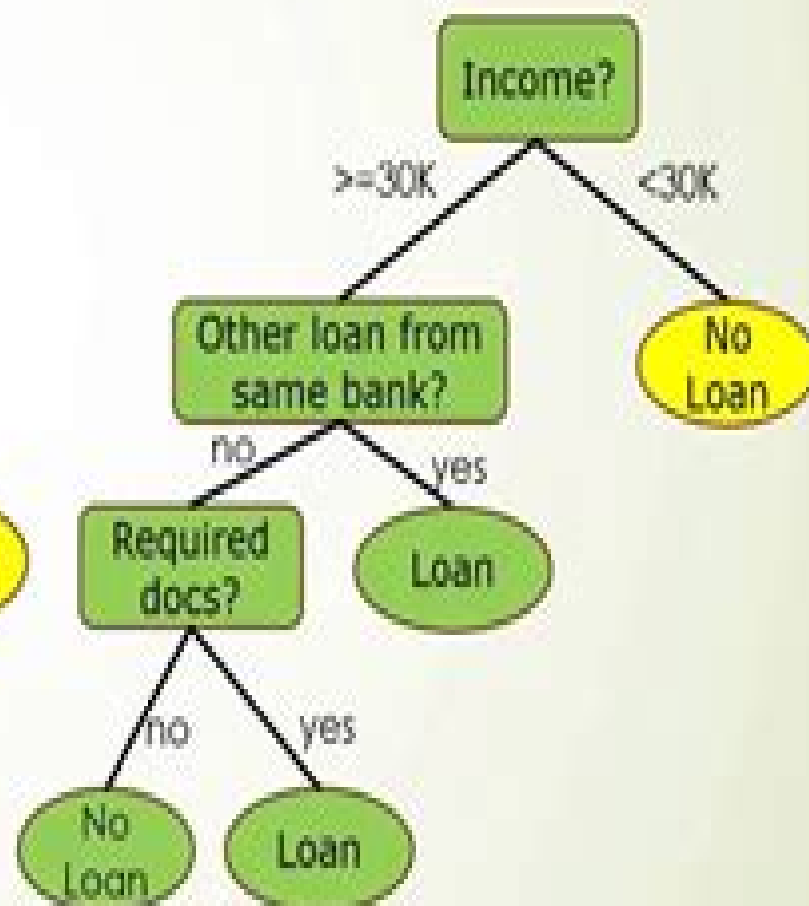 Income?
>=30K
<30K
Other loan from
same bank?
No
Loan
no
yes
Required
docs?
Loan
no
yes
No
Loan
Loan